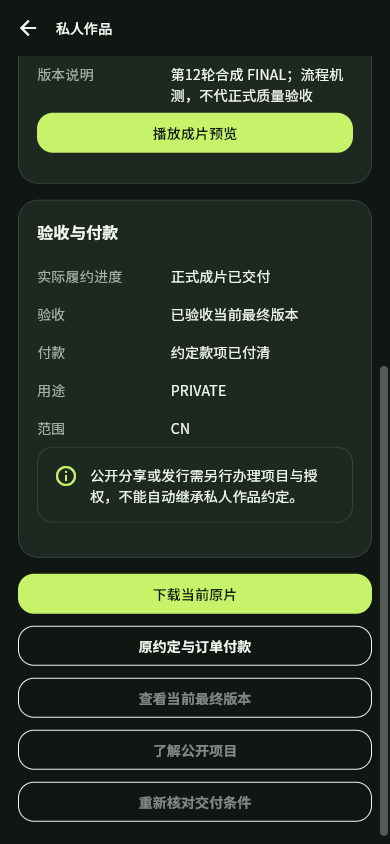 私人作品
版本说明
第12轮合成 FINAL；流程机
测，不代正式质量验收
播放成片预览
验收与付款
实际履约进度
正式成片已交付
验收
已验收当前最终版本
付款
约定款项已付清
用途
PRIVATE
范围
CN
公开分享或发行需另行办理项目与授
权，不能自动继承私人作品约定。
下载当前原片
原约定与订单付款
查看当前最终版本
了解公开项目
重新核对交付条件